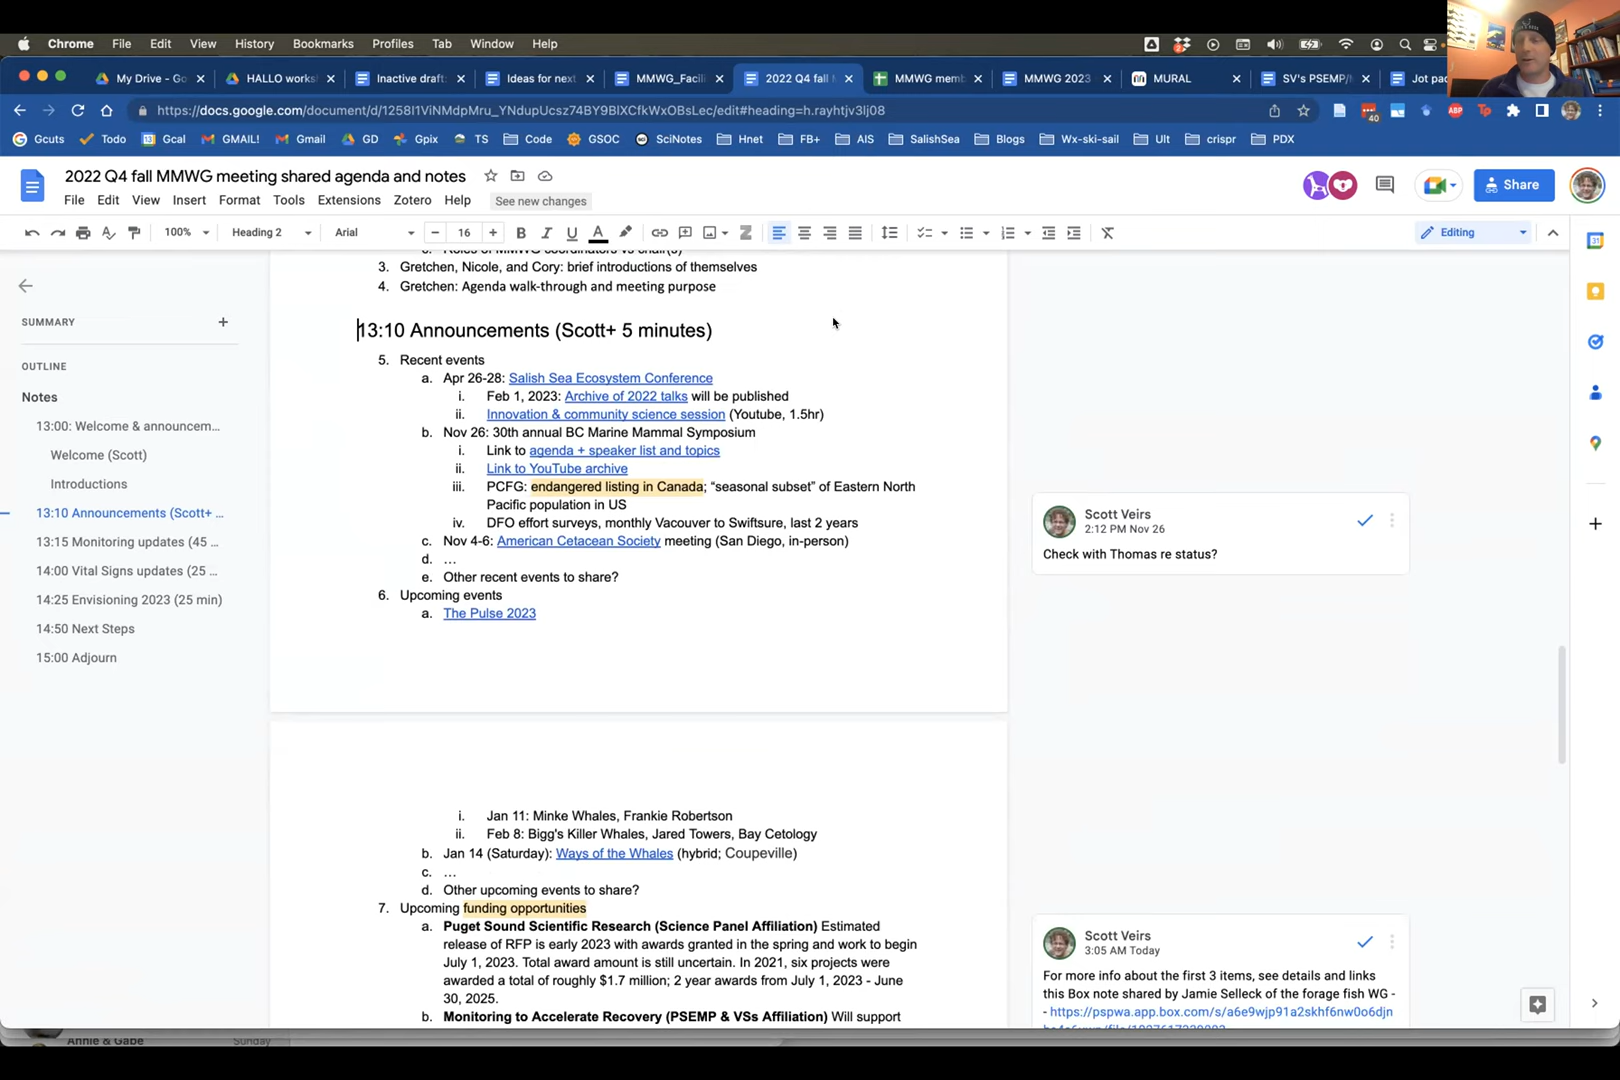 Chrome File Edit View History Bookmarks Profiles Tab Window Help
My Drive - Go
HALLO works
Inactive draft
Ideas for next
MMWG_Facili
2022 Q4 fall
MMWG mem
MMWG 2023
MURAL
SV's PSEMP/
Jot pad
https://docs.google.com/document/d/1258I1ViNMdpMru_YNdupUcsz74BY9BlXCfkWxOBsLec/edit#heading=h.rayhtjv3lj08
40
ABP
Gcuts Todo Gcal GMAIL! Gmail GD Gpix TS Code GSOC SciNotes Hnet FB+ AIS SalishSea Blogs Wx-ski-sail Ult crispr PDX
2022 Q4 fall MMWG meeting shared agenda and notes
Share
File Edit View Insert Format Tools Extensions Zotero Help See new changes
100% Heading 2 Arial 16 B I U A Editing
SUMMARY
OUTLINE
Notes
13:00: Welcome & announcem...
Welcome (Scott)
Introductions
13:10 Announcements (Scott+ ...
13:15 Monitoring updates (45 ...
14:00 Vital Signs updates (25 ...
14:25 Envisioning 2023 (25 min)
14:50 Next Steps
15:00 Adjourn
3. Gretchen, Nicole, and Cory: brief introductions of themselves
4. Gretchen: Agenda walk-through and meeting purpose
13:10 Announcements (Scott+ 5 minutes)
5. Recent events
a. Apr 26-28: Salish Sea Ecosystem Conference
i. Feb 1, 2023: Archive of 2022 talks will be published
ii. Innovation & community science session (Youtube, 1.5hr)
b. Nov 26: 30th annual BC Marine Mammal Symposium
i. Link to agenda + speaker list and topics
ii. Link to YouTube archive
iii. PCFG: endangered listing in Canada; “seasonal subset” of Eastern North
Pacific population in US
iv. DFO effort surveys, monthly Vacouver to Swiftsure, last 2 years
c. Nov 4-6: American Cetacean Society meeting (San Diego, in-person)
d. ...
e. Other recent events to share?
6. Upcoming events
a. The Pulse 2023
i. Jan 11: Minke Whales, Frankie Robertson
ii. Feb 8: Bigg's Killer Whales, Jared Towers, Bay Cetology
b. Jan 14 (Saturday): Ways of the Whales (hybrid; Coupeville)
c. ...
d. Other upcoming events to share?
7. Upcoming funding opportunities
a. Puget Sound Scientific Research (Science Panel Affiliation) Estimated
release of RFP is early 2023 with awards granted in the spring and work to begin
July 1, 2023. Total award amount is still uncertain. In 2021, six projects were
awarded a total of roughly $1.7 million; 2 year awards from July 1, 2023 - June
30, 2025.
b. Monitoring to Accelerate Recovery (PSEMP & VSs Affiliation) Will support
Scott Veirs
2:12 PM Nov 26
Check with Thomas re status?
Scott Veirs
3:05 AM Today
For more info about the first 3 items, see details and links
this Box note shared by Jamie Selleck of the forage fish WG -
- https://pspwa.app.box.com/s/a6e9wjp91a2skhf6nw0o6djn
Annie & Gabe Sunday